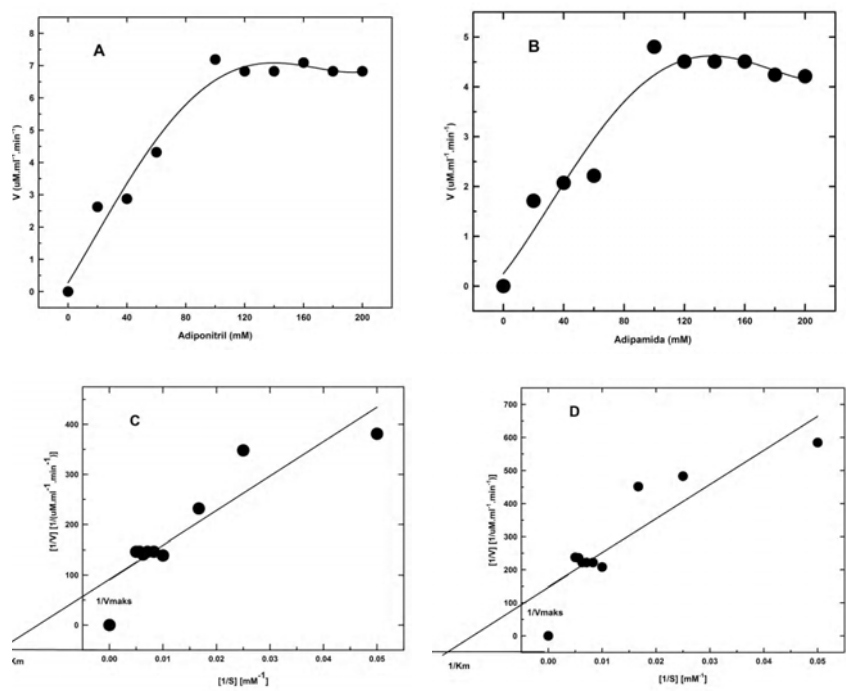 A
V (uM.ml⁻.min⁻)
8
7
6
5
4
3
2
1
0
0 40 80 120 160 200
Adiponitril (mM)
B
V (uM.ml⁻¹.min⁻¹)
5
4
3
2
1
0
0 40 80 120 160 200
Adipamida (mM)
C
[1/V] [1/(uM.ml⁻¹.min⁻¹)]
400
300
200
100
0
1/Vmaks
Km
0.00 0.01 0.02 0.03 0.04 0.05
[1/S] [mM⁻¹]
D
[1/V] [1/uM.ml⁻¹.min⁻¹)]
700
600
500
400
300
200
100
0
1/Vmaks
1/Km
0.00 0.01 0.02 0.03 0.04 0.05
[1/S] [mM⁻¹]